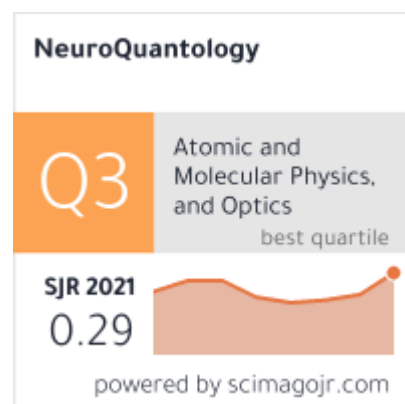 NeuroQuantology
Q3
Atomic and
Molecular Physics,
and Optics
best quartile
SJR 2021
0.29
powered by scimagojr.com